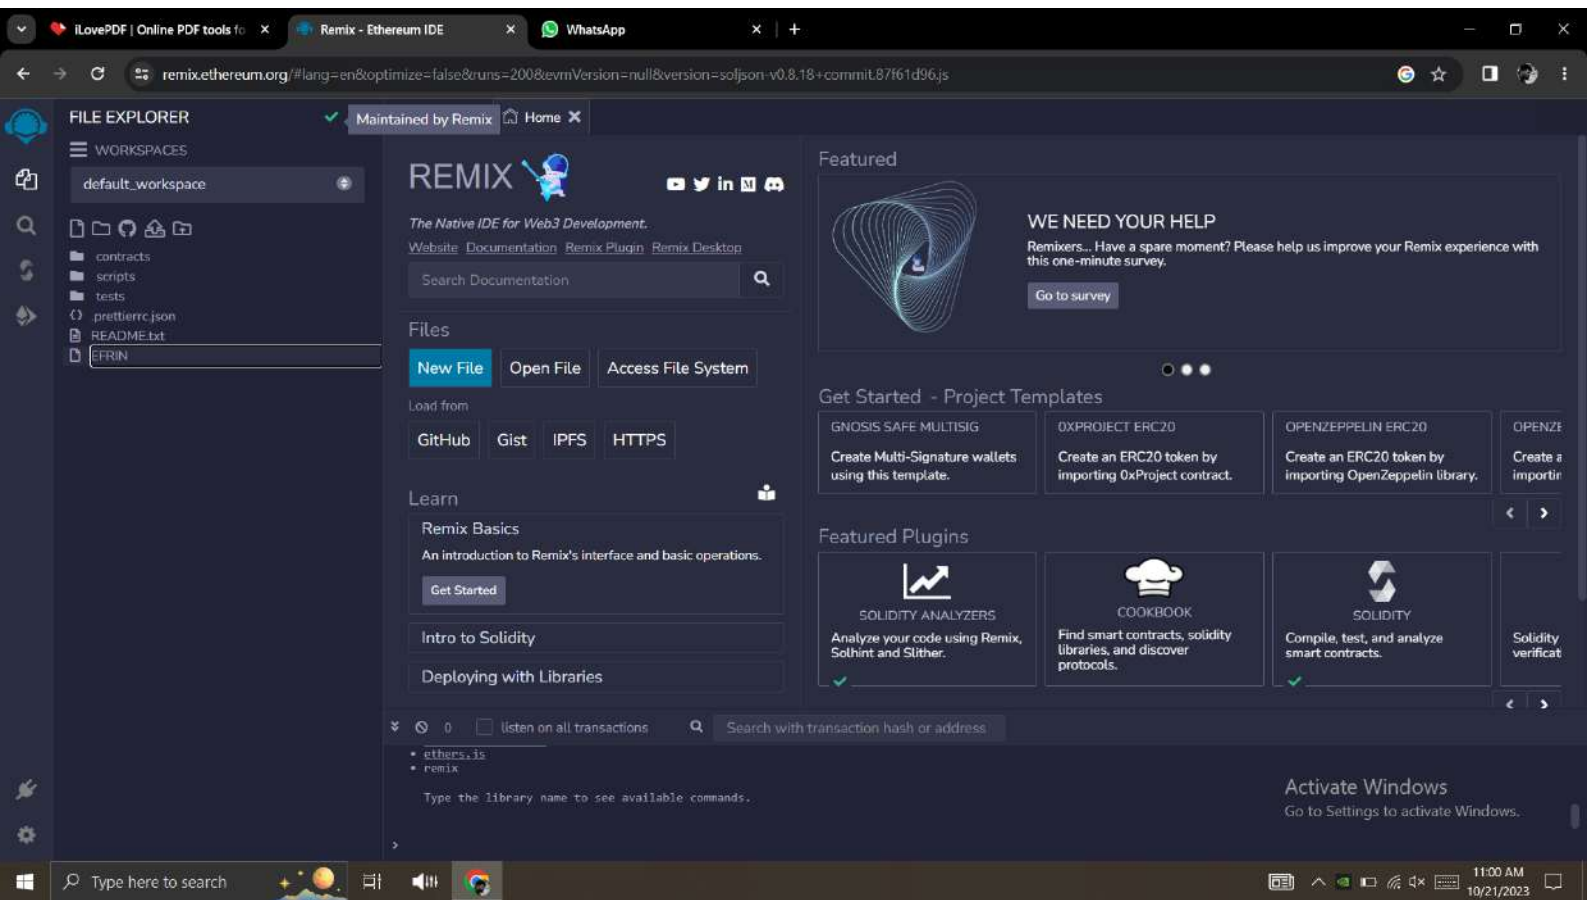 iLovePDF | Online PDF tools fo
Remix - Ethereum IDE
WhatsApp
remix.ethereum.org/#lang=en&optimize=false&runs=200&evmVersion=null&version=soljson-v0.8.18+commit.87f61d96.js
FILE EXPLORER
Maintained by Remix
Home
WORKSPACES
default_workspace
contracts
scripts
tests
.prettierrc.json
README.txt
EFRIN
REMIX
The Native IDE for Web3 Development.
Website Documentation Remix Plugin Remix Desktop
Search Documentation
Files
New File Open File Access File System
Load from
GitHub Gist IPFS HTTPS
Learn
Remix Basics
An introduction to Remix's interface and basic operations.
Get Started
Intro to Solidity
Deploying with Libraries
Featured
WE NEED YOUR HELP
Remixers... Have a spare moment? Please help us improve your Remix experience with
this one-minute survey.
Go to survey
Get Started - Project Templates
GNOSIS SAFE MULTISIG
Create Multi-Signature wallets
using this template.
0XPROJECT ERC20
Create an ERC20 token by
importing 0xProject contract.
OPENZEPPELIN ERC20
Create an ERC20 token by
importing OpenZeppelin library.
OPENZE
Create a
importin
Featured Plugins
SOLIDITY ANALYZERS
Analyze your code using Remix,
Solhint and Slither.
COOKBOOK
Find smart contracts, solidity
libraries, and discover
protocols.
SOLIDITY
Compile, test, and analyze
smart contracts.
Solidity
verificati
0 listen on all transactions
Search with transaction hash or address
• ethers.js
• remix
Type the library name to see available commands.
>
Activate Windows
Go to Settings to activate Windows.
Type here to search
11:00 AM
10/21/2023